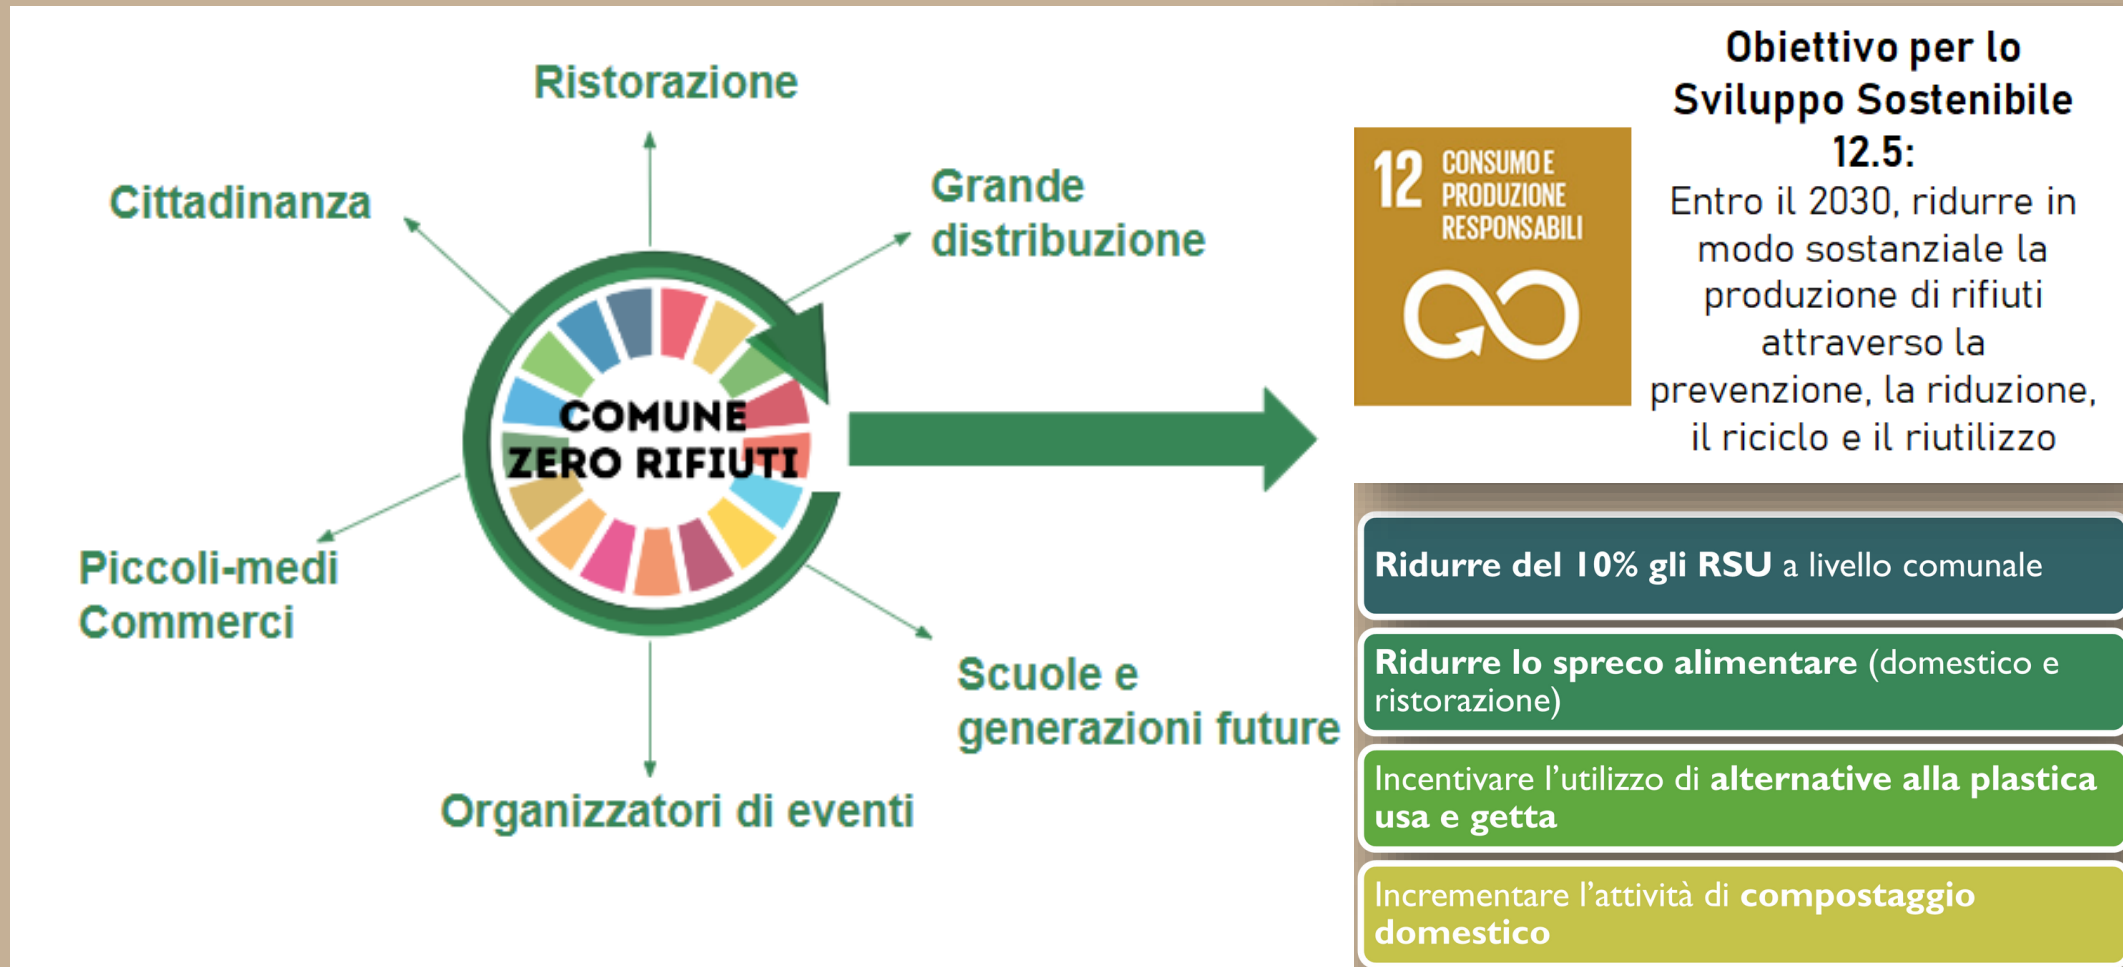 Ristorazione
Cittadinanza
Grande
distribuzione
COMUNE
ZERO RIFIUTI
Piccoli-medi
Commerci
Scuole e
generazioni future
Organizzatori di eventi
12 CONSUMO E
PRODUZIONE
RESPONSABILI
Obiettivo per lo
Sviluppo Sostenibile
12.5:
Entro il 2030, ridurre in
modo sostanziale la
produzione di rifiuti
attraverso la
prevenzione, la riduzione,
il riciclo e il riutilizzo
Ridurre del 10% gli RSU a livello comunale
Ridurre lo spreco alimentare (domestico e
ristorazione)
Incentivare l’utilizzo di alternative alla plastica
usa e getta
Incrementare l’attività di compostaggio
domestico